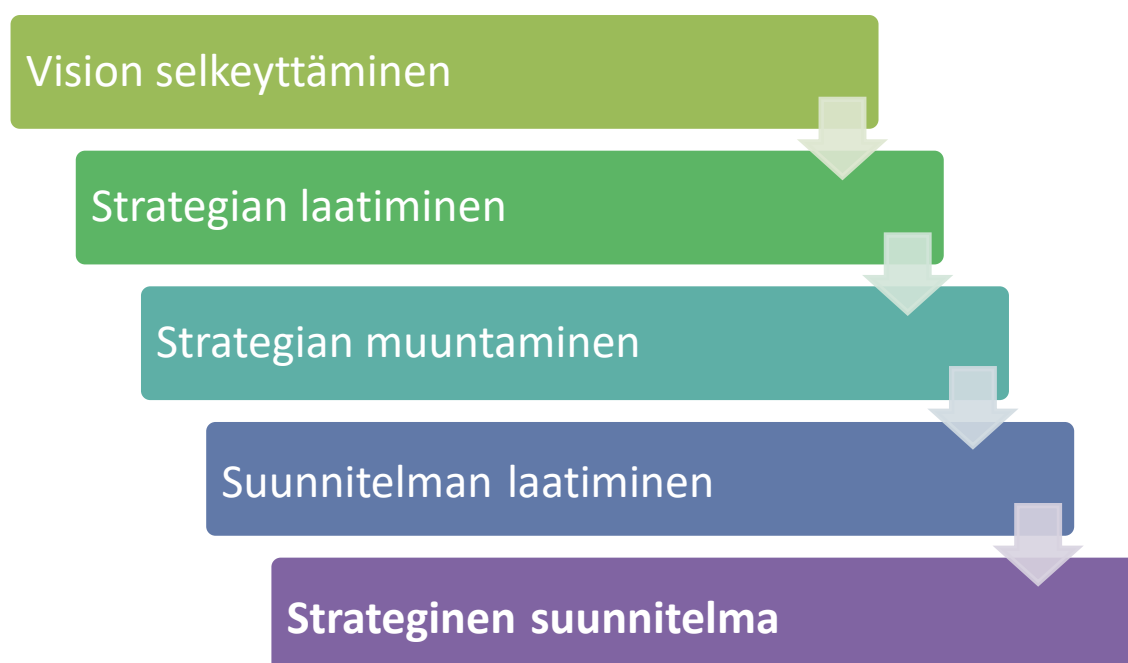 Vision selkeyttäminen
Strategian laatiminen
Strategian muuntaminen
Suunnitelman laatiminen
Strateginen suunnitelma